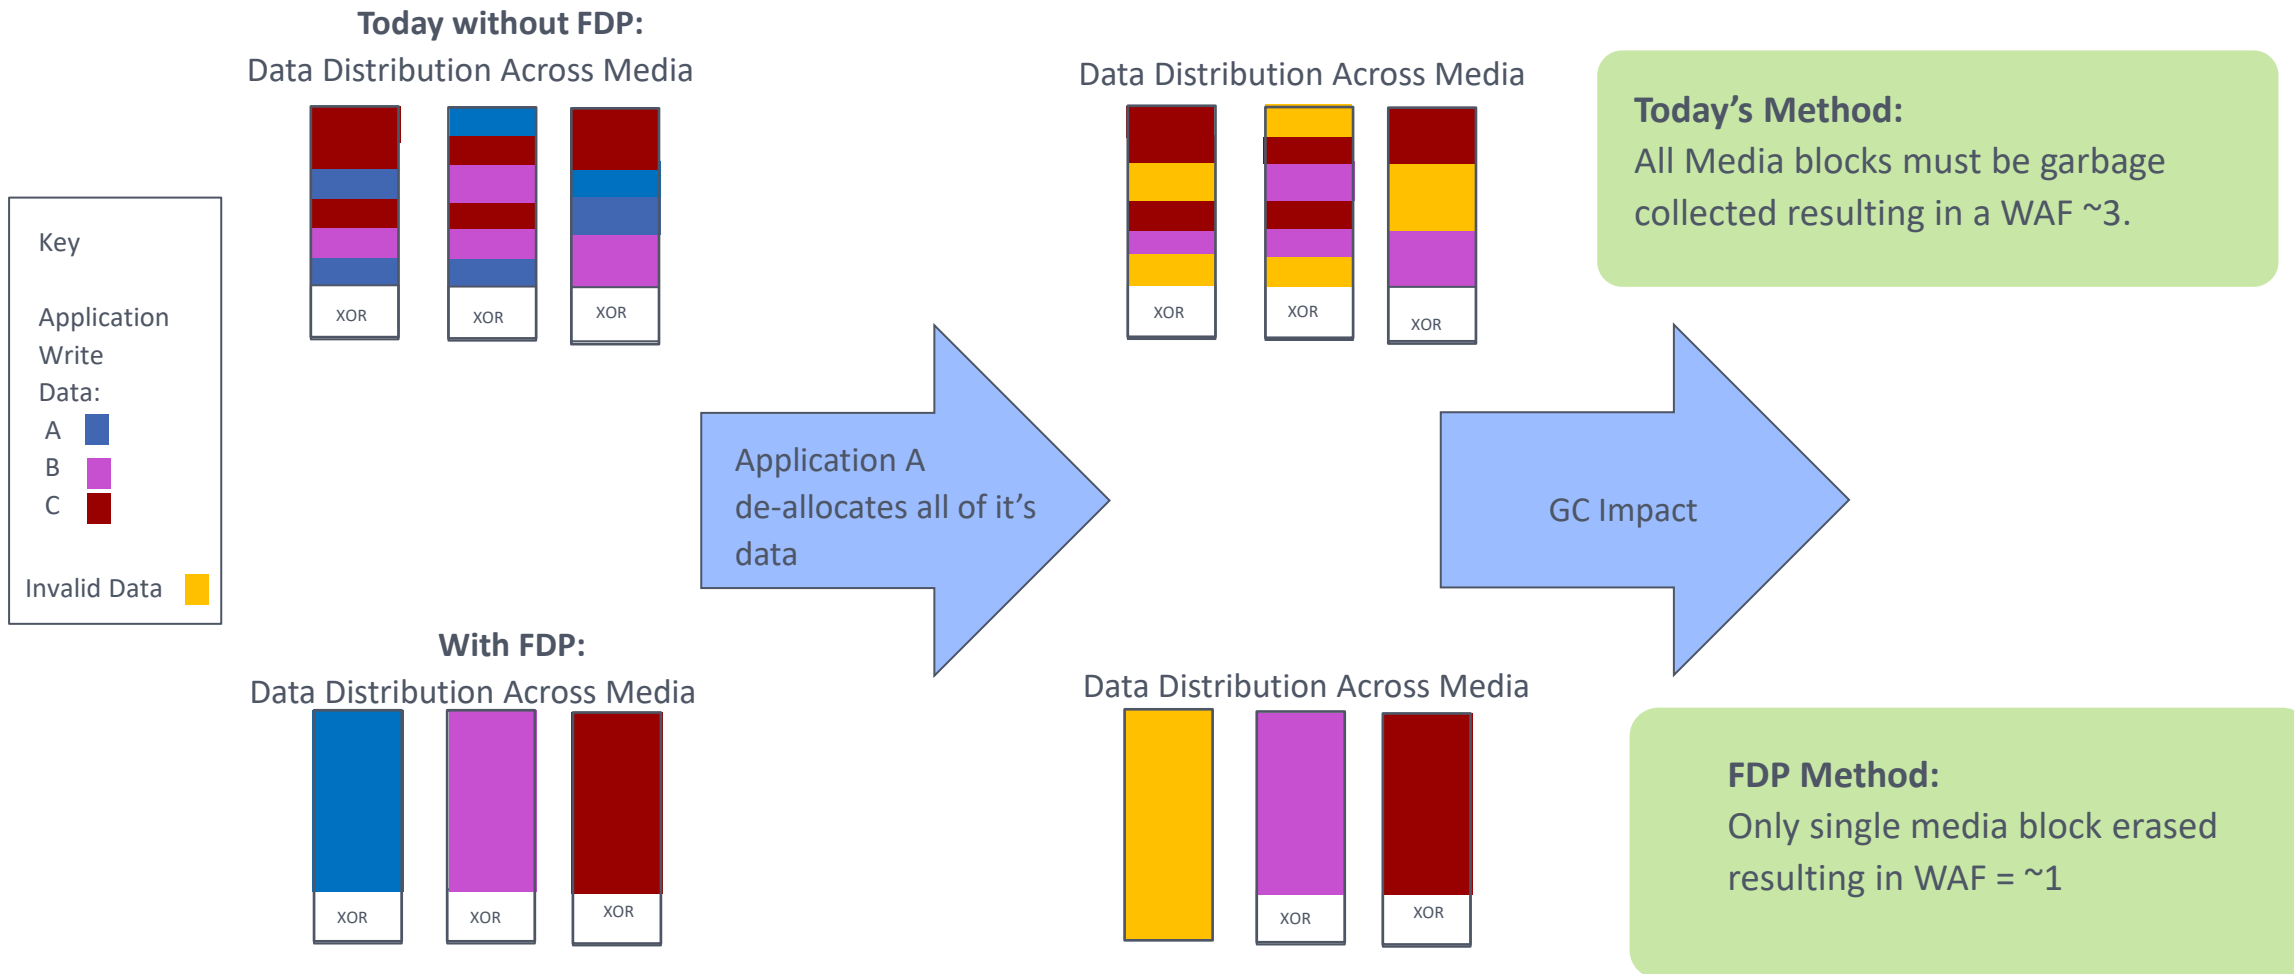 Today without FDP:
Data Distribution Across Media
XOR
XOR
XOR
Data Distribution Across Media
XOR
XOR
XOR
Today's Method:
All Media blocks must be garbage
collected resulting in a WAF ~3.
Key
Application
Write
Data:
A
B
C
Invalid Data
Application A
de-allocates all of it's
data
GC Impact
With FDP:
Data Distribution Across Media
XOR
XOR
XOR
Data Distribution Across Media
XOR
XOR
FDP Method:
Only single media block erased
resulting in WAF = ~1